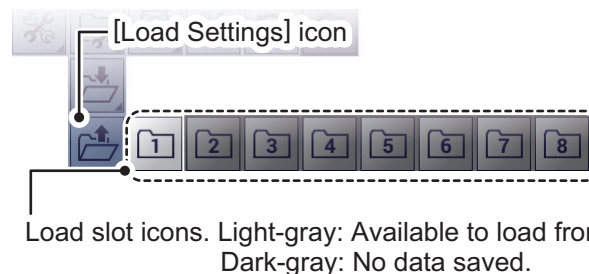 [Load Settings] icon
1 2 3 4 5 6 7 8
Load slot icons. Light-gray: Available to load from
Dark-gray: No data saved.